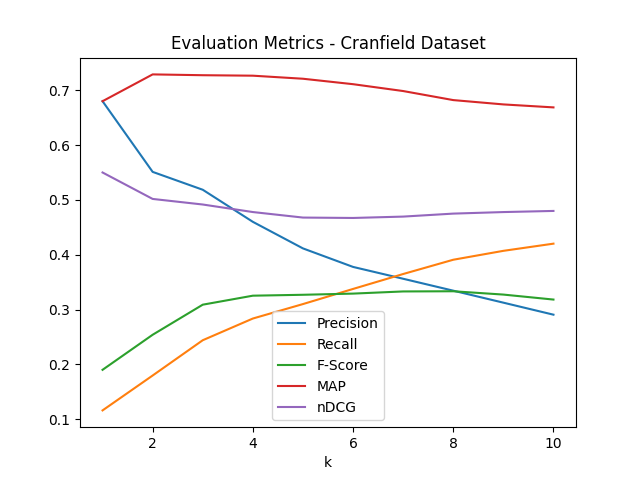 Evaluation Metrics - Cranfield Dataset
0.7
0.6
0.5
0.4
0.3
0.2
0.1
Precision
Recall
F-Score
MAP
nDCG
2 4 6 8 10
k